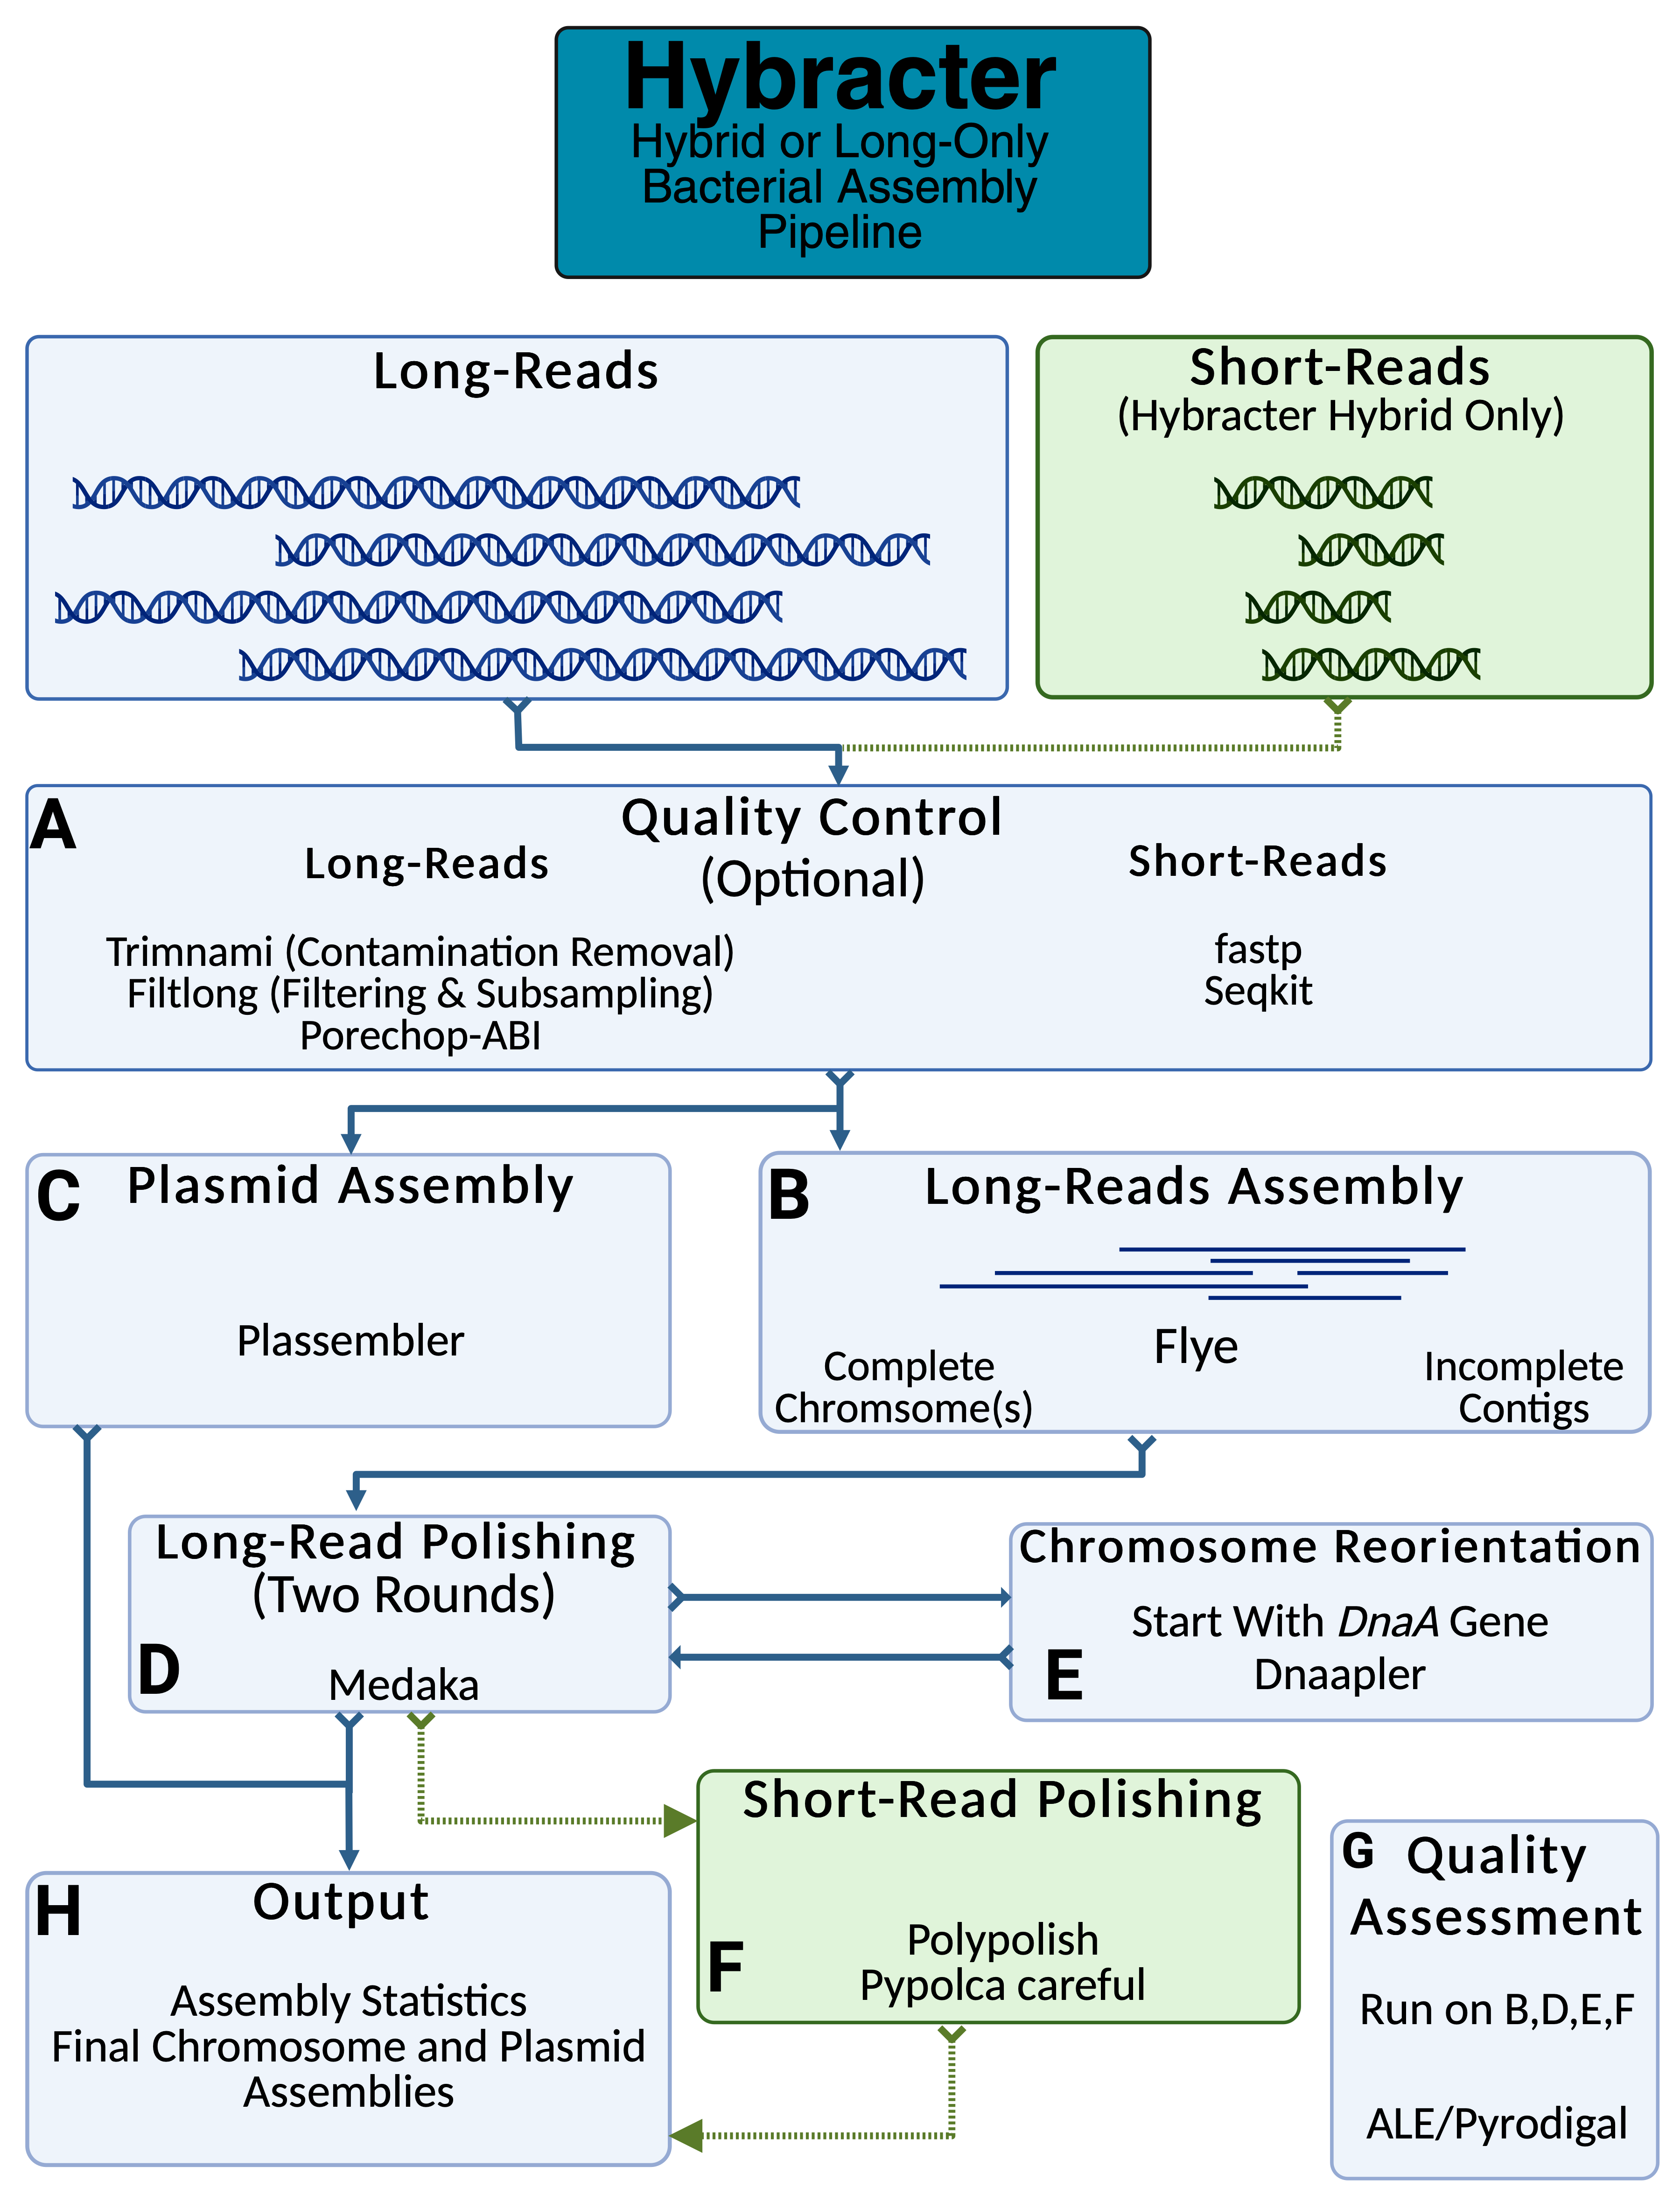 Hybracter
Hybrid or Long-Only
Bacterial Assembly
Pipeline
Long-Reads
Short-Reads
(Hybracter Hybrid Only)
A
Quality Control
(Optional)
Long-Reads
Trimnami (Contamination Removal)
Filtlong (Filtering & Subsampling)
Porechop-ABI
Short-Reads
fastp
Seqkit
C
Plasmid Assembly
Plassembler
B
Long-Reads Assembly
Flye
Complete
Chromsome(s)
Incomplete
Contigs
Long-Read Polishing
(Two Rounds)
D
Medaka
Chromosome Reorientation
Start With DnaA Gene
E
Dnaapler
Short-Read Polishing
F
Polypolish
Pypolca careful
G
Quality
Assessment
Run on B,D,E,F
ALE/Pyrodigal
H
Output
Assembly Statistics
Final Chromosome and Plasmid
Assemblies